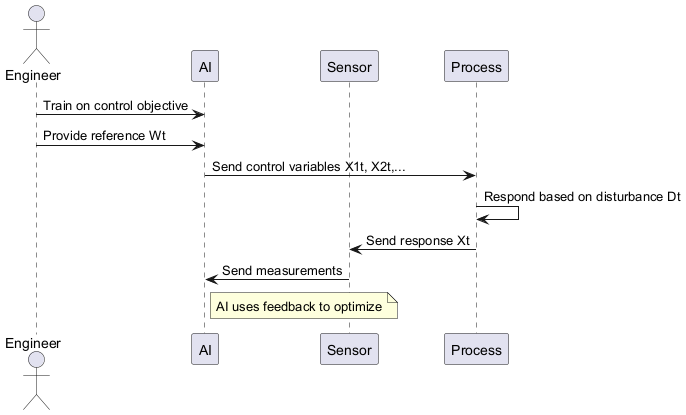 Engineer
AI
Sensor
Process
Train on control objective
Provide reference Wt
Send control variables X1t, X2t,...
Respond based on disturbance Dt
Send response Xt
Send measurements
AI uses feedback to optimize
Engineer
AI
Sensor
Process